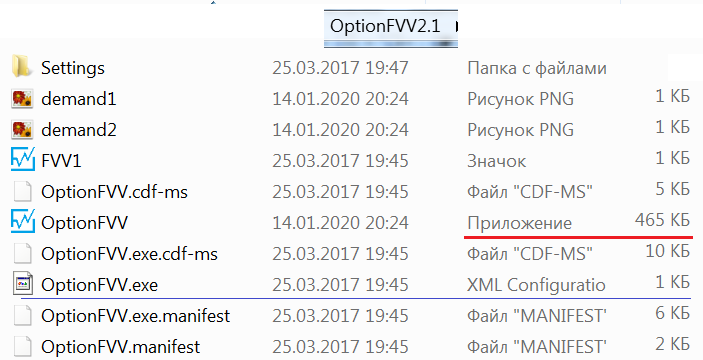 OptionFVV2.1
Settings 25.03.2017 19:47 Папка с файлами
demand1 14.01.2020 20:24 Рисунок PNG 1 КБ
demand2 14.01.2020 20:24 Рисунок PNG 1 КБ
FVV1 25.03.2017 19:45 Значок 1 КБ
OptionFVV.cdf-ms 25.03.2017 19:45 Файл "CDF-MS" 5 КБ
OptionFVV 14.01.2020 20:24 Приложение 465 КБ
OptionFVV.exe.cdf-ms 25.03.2017 19:45 Файл "CDF-MS" 10 КБ
OptionFVV.exe 25.03.2017 19:45 XML Configuratio 1 КБ
OptionFVV.exe.manifest 25.03.2017 19:45 Файл "MANIFEST" 6 КБ
OptionFVV.manifest 25.03.2017 19:45 Файл "MANIFEST" 2 КБ